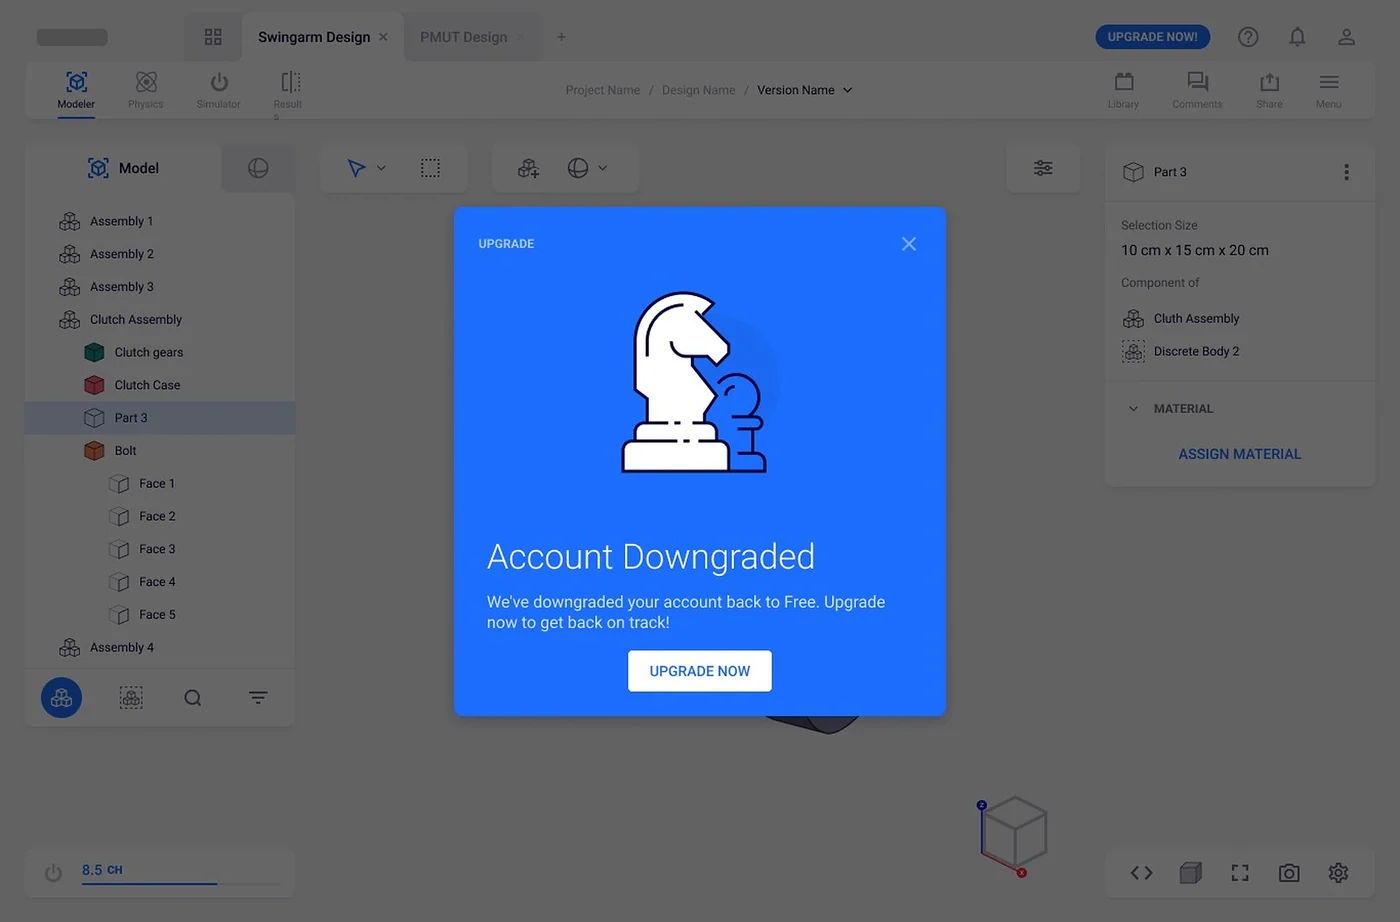 Swingarm Design
PMUT Design
UPGRADE NOW!
Modeler
Physics
Simulator
Result
s
Project Name / Design Name / Version Name
Library
Comments
Share
Menu
Model
Assembly 1
Assembly 2
Assembly 3
Clutch Assembly
Clutch gears
Clutch Case
Part 3
Bolt
Face 1
Face 2
Face 3
Face 4
Face 5
Assembly 4
8.5 CH
UPGRADE
Account Downgraded
We've downgraded your account back to Free. Upgrade
now to get back on track!
UPGRADE NOW
Part 3
Selection Size
10 cm x 15 cm x 20 cm
Component of
Cluth Assembly
Discrete Body 2
MATERIAL
ASSIGN MATERIAL
Z
X